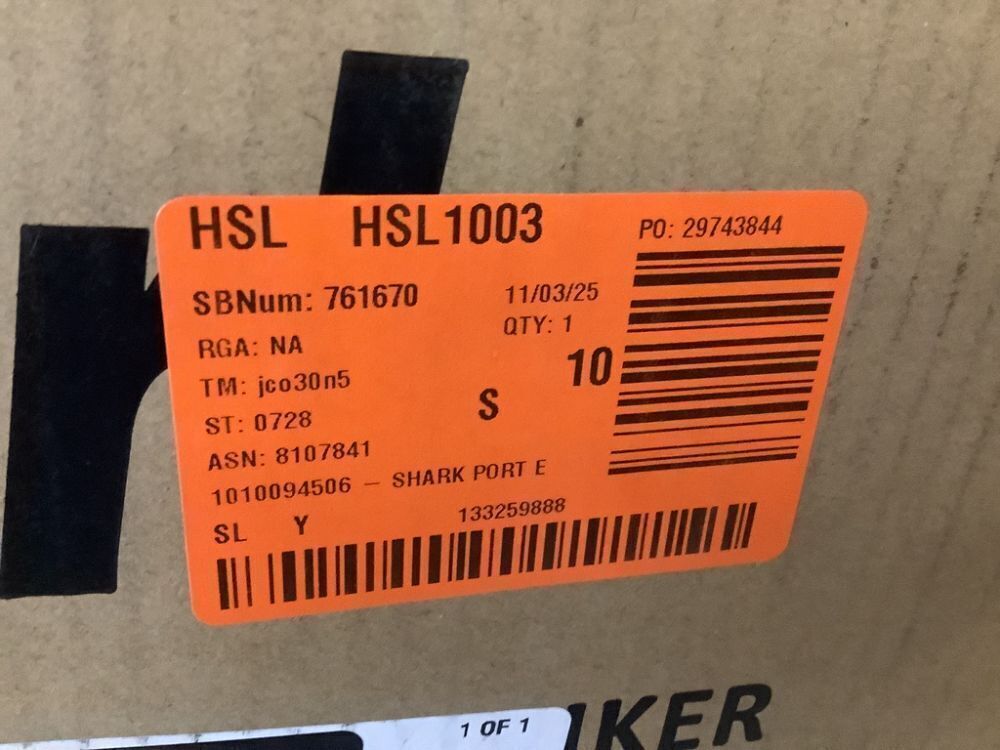 HSL HSL1003
PO: 29743844
SBNum: 761670
11/03/25
RGA: NA
QTY: 1
TM: jco30n5
10
ST: 0728
S
ASN: 8107841
1010094506 – SHARK PORT E
SL Y
133259888
1 OF 1